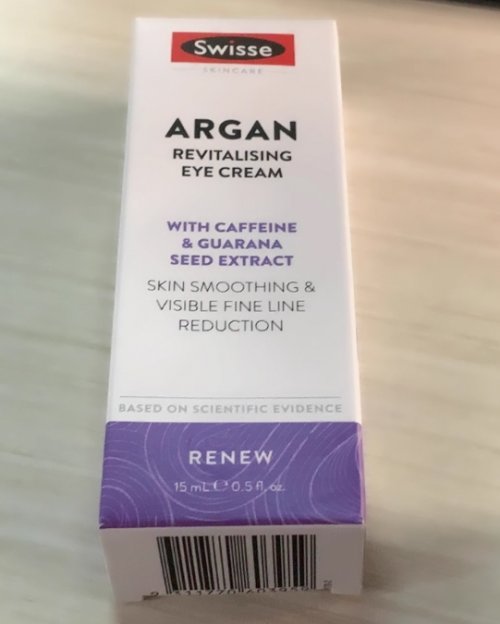 Swisse
SKINCARE
ARGAN
REVITALISING
EYE CREAM
WITH CAFFEINE
& GUARANA
SEED EXTRACT
SKIN SMOOTHING &
VISIBLE FINE LINE
REDUCTION
BASED ON SCIENTIFIC EVIDENCE
RENEW
15 mL ℮ 0.5 fl. oz.